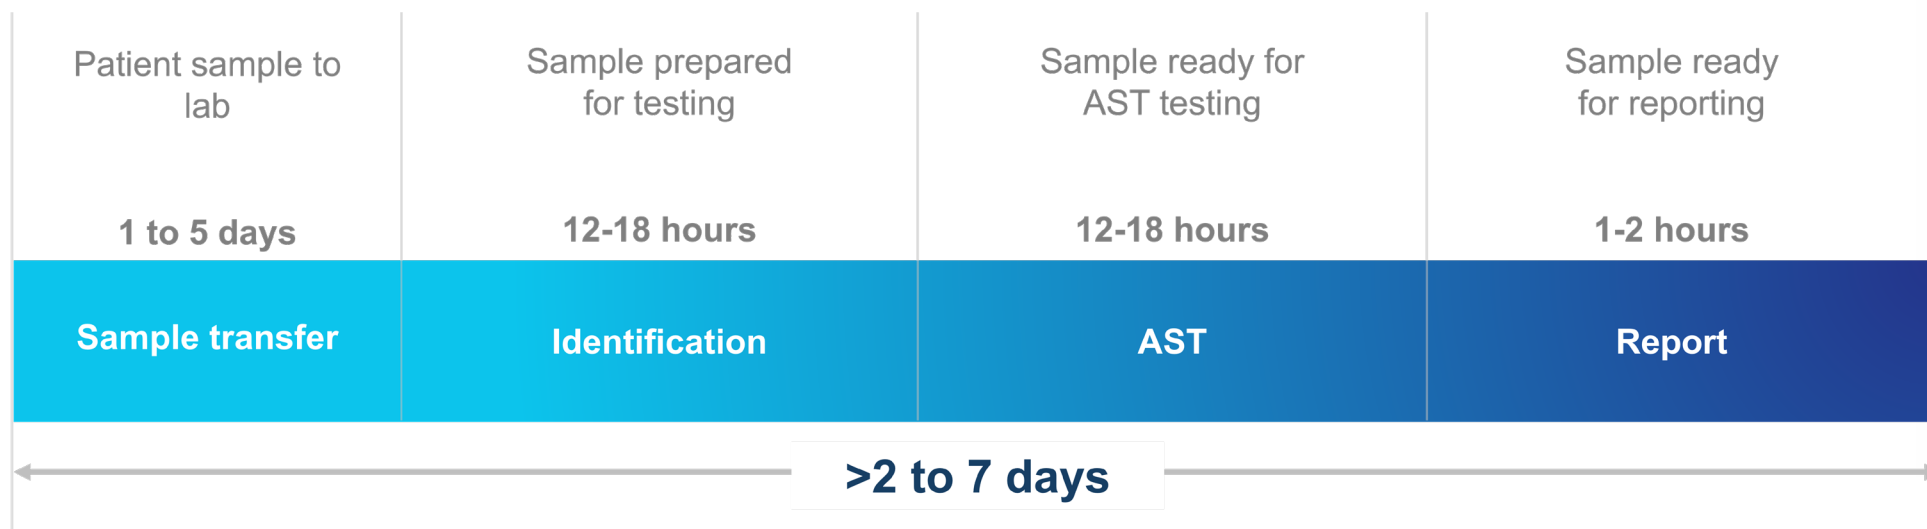 Patient sample to
lab
Sample prepared
for testing
Sample ready for
AST testing
Sample ready
for reporting
1 to 5 days
12-18 hours
12-18 hours
1-2 hours
Sample transfer
Identification
AST
Report
>2 to 7 days